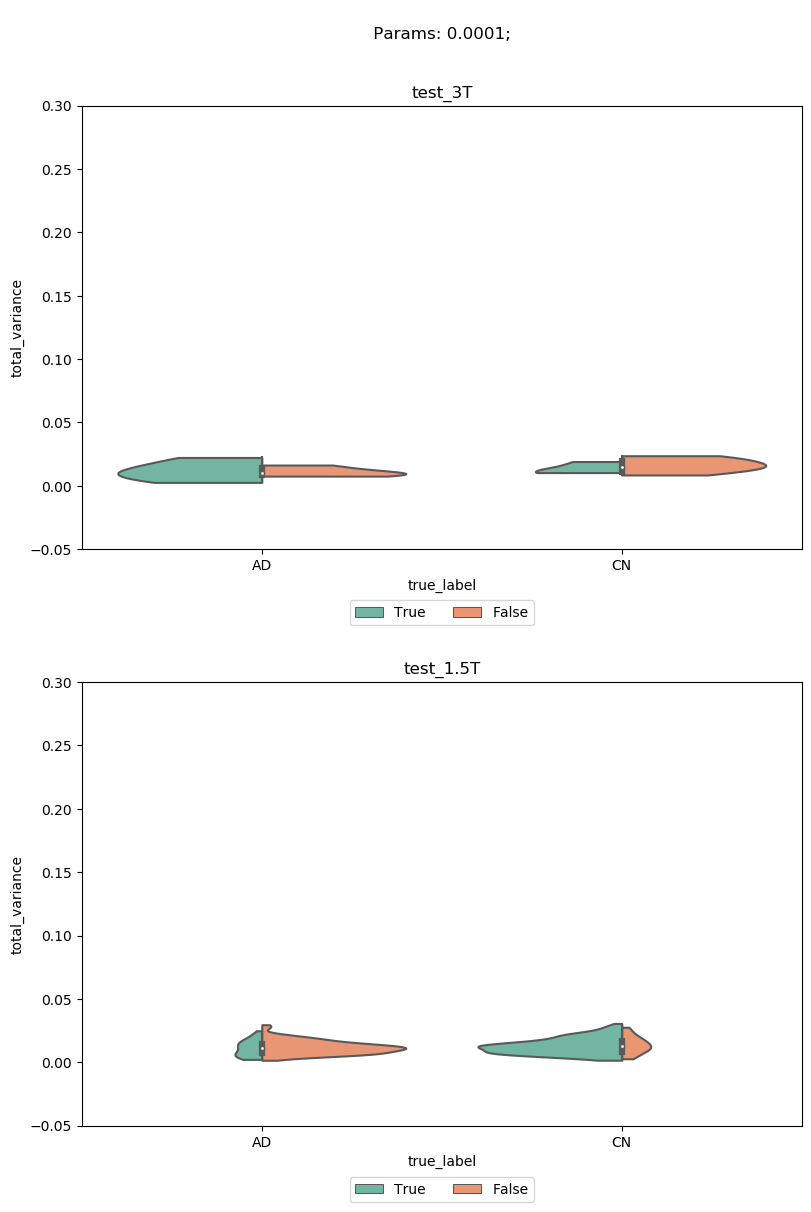 Params: 0.0001;
test_3T
0.30
0.25
0.20
0.15
0.10
0.05
0.00
−0.05
total_variance
AD CN
true_label
True False
test_1.5T
0.30
0.25
0.20
0.15
0.10
0.05
0.00
−0.05
total_variance
AD CN
true_label
True False